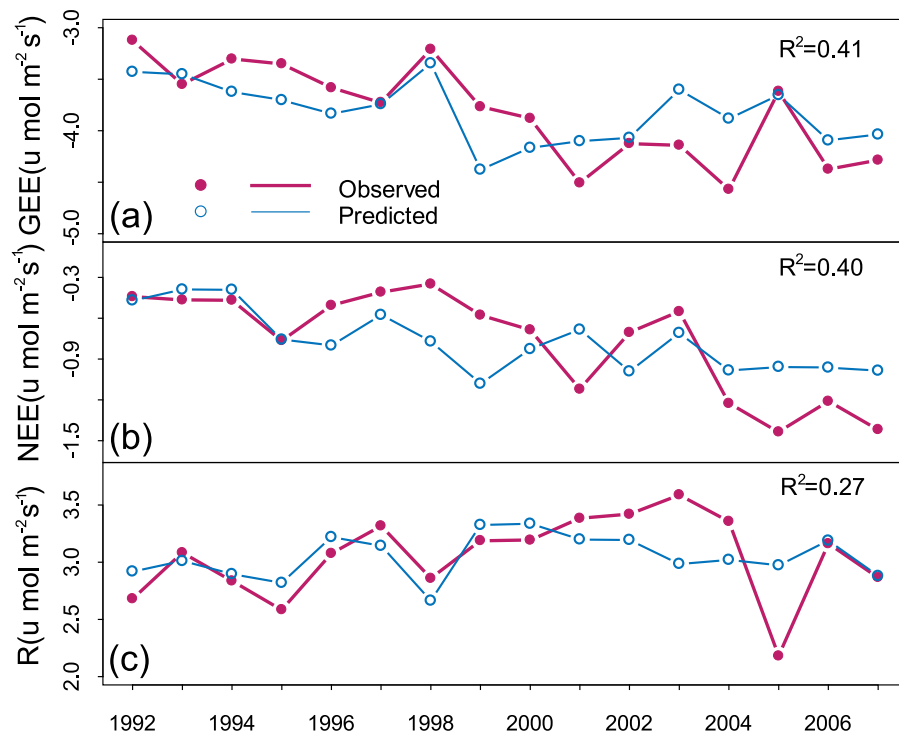 GEE(u mol m⁻² s⁻¹)
-3.0
-4.0
-5.0
R²=0.41
Observed
Predicted
(a)
NEE(u mol m⁻²s⁻¹)
-0.3
-0.9
-1.5
R²=0.40
(b)
R(u mol m⁻²s⁻¹)
3.5
3.0
2.5
2.0
R²=0.27
(c)
1992 1994 1996 1998 2000 2002 2004 2006